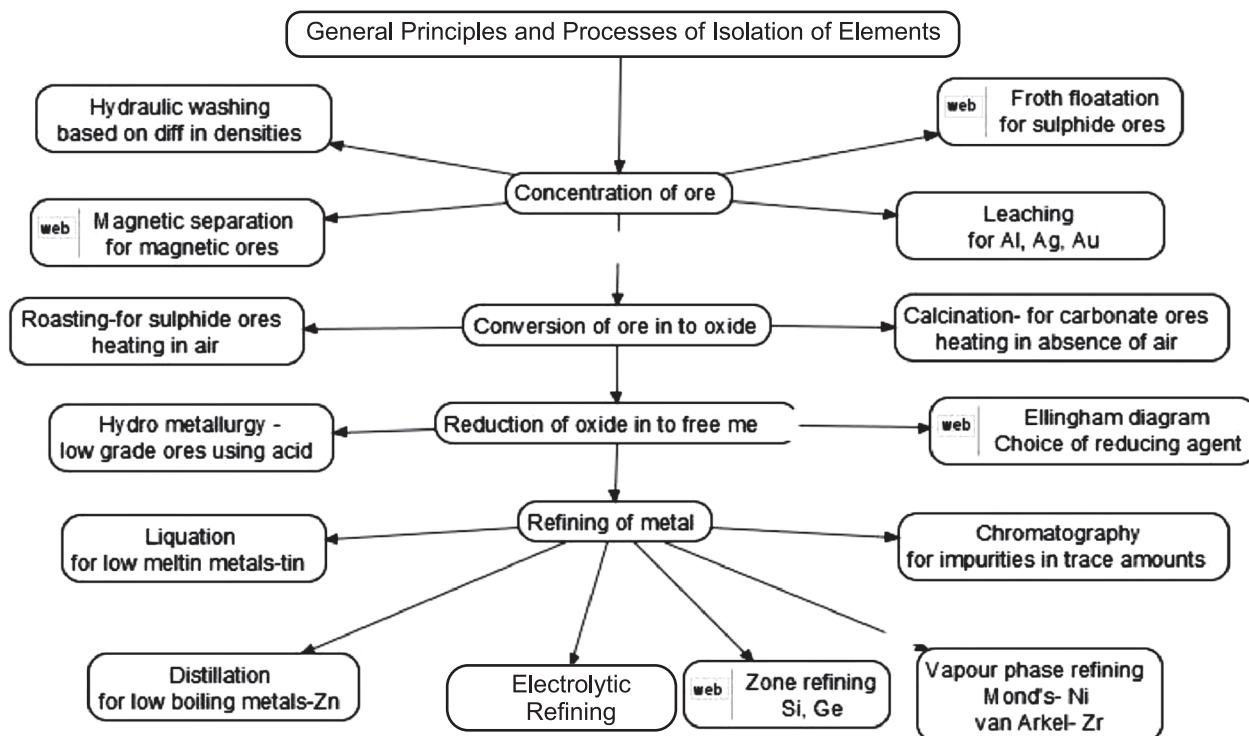 General Principles and Processes of Isolation of Elements
Hydraulic washing
based on diff in densities
web
Froth floatation
for sulphide ores
Concentration of ore
web
Magnetic separation
for magnetic ores
Leaching
for Al, Ag, Au
Roasting-for sulphide ores
heating in air
Conversion of ore in to oxide
Calcination- for carbonate ores
heating in absence of air
Hydro metallurgy -
low grade ores using acid
Reduction of oxide in to free me
web
Ellingham diagram
Choice of reducing agent
Liquation
for low meltin metals-tin
Refining of metal
Chromatography
for impurities in trace amounts
Distillation
for low boiling metals-Zn
Electrolytic
Refining
web
Zone refining
Si, Ge
Vapour phase refining
Mond's- Ni
van Arkel- Zr